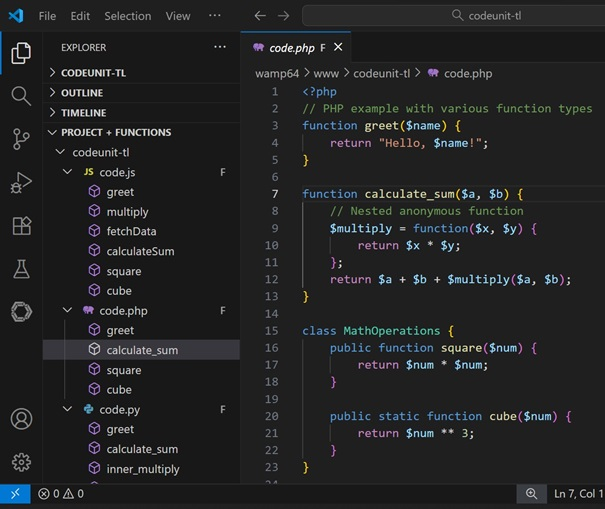 File Edit Selection View ··· codeunit-tl
EXPLORER ···
CODEUNIT-TL
OUTLINE
TIMELINE
PROJECT + FUNCTIONS
codeunit-tl
JS code.js F
greet
multiply
fetchData
calculateSum
square
cube
code.php F
greet
calculate_sum
square
cube
code.py F
greet
calculate_sum
inner_multiply
code.php F ×
wamp64 > www > codeunit-tl > code.php
1 <?php
2 // PHP example with various function types
3 function greet($name) {
4     return "Hello, $name!";
5 }
6
7 function calculate_sum($a, $b) {
8     // Nested anonymous function
9     $multiply = function($x, $y) {
10         return $x * $y;
11     };
12     return $a + $b + $multiply($a, $b);
13 }
14
15 class MathOperations {
16     public function square($num) {
17         return $num * $num;
18     }
19
20     public static function cube($num) {
21         return $num ** 3;
22     }
23 }
24
0 0 Ln 7, Col 1